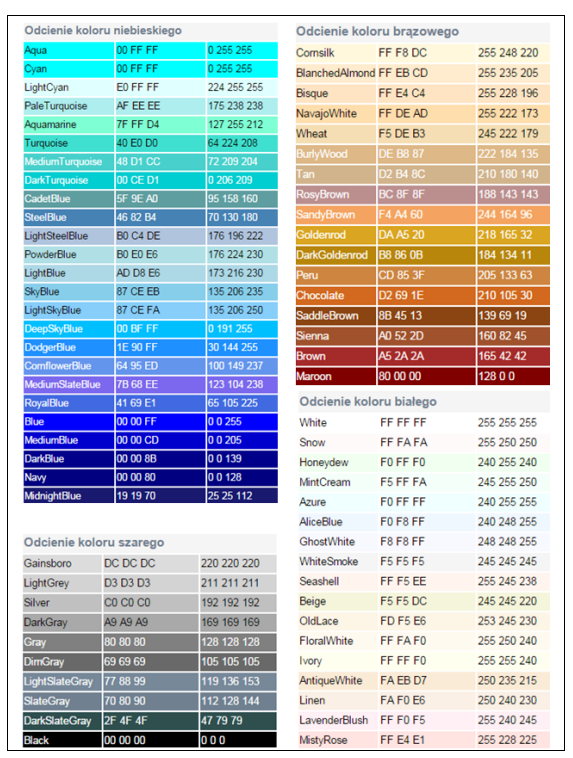 Odcienie koloru niebieskiego
Aqua 00 FF FF 0 255 255
Cyan 00 FF FF 0 255 255
LightCyan E0 FF FF 224 255 255
PaleTurquoise AF EE EE 175 238 238
Aquamarine 7F FF D4 127 255 212
Turquoise 40 E0 D0 64 224 208
MediumTurquoise 48 D1 CC 72 209 204
DarkTurquoise 00 CE D1 0 206 209
CadetBlue 5F 9E A0 95 158 160
SteelBlue 46 82 B4 70 130 180
LightSteelBlue B0 C4 DE 176 196 222
PowderBlue B0 E0 E6 176 224 230
LightBlue AD D8 E6 173 216 230
SkyBlue 87 CE EB 135 206 235
LightSkyBlue 87 CE FA 135 206 250
DeepSkyBlue 00 BF FF 0 191 255
DodgerBlue 1E 90 FF 30 144 255
CornflowerBlue 64 95 ED 100 149 237
MediumSlateBlue 7B 68 EE 123 104 238
RoyalBlue 41 69 E1 65 105 225
Blue 00 00 FF 0 0 255
MediumBlue 00 00 CD 0 0 205
DarkBlue 00 00 8B 0 0 139
Navy 00 00 80 0 0 128
MidnightBlue 19 19 70 25 25 112
Odcienie koloru szarego
Gainsboro DC DC DC 220 220 220
LightGrey D3 D3 D3 211 211 211
Silver C0 C0 C0 192 192 192
DarkGray A9 A9 A9 169 169 169
Gray 80 80 80 128 128 128
DimGray 69 69 69 105 105 105
LightSlateGray 77 88 99 119 136 153
SlateGray 70 80 90 112 128 144
DarkSlateGray 2F 4F 4F 47 79 79
Black 00 00 00 0 0 0
Odcienie koloru brązowego
Cornsilk FF F8 DC 255 248 220
BlanchedAlmond FF EB CD 255 235 205
Bisque FF E4 C4 255 228 196
NavajoWhite FF DE AD 255 222 173
Wheat F5 DE B3 245 222 179
BurlyWood DE B8 87 222 184 135
Tan D2 B4 8C 210 180 140
RosyBrown BC 8F 8F 188 143 143
SandyBrown F4 A4 60 244 164 96
Goldenrod DA A5 20 218 165 32
DarkGoldenrod B8 86 0B 184 134 11
Peru CD 85 3F 205 133 63
Chocolate D2 69 1E 210 105 30
SaddleBrown 8B 45 13 139 69 19
Sienna A0 52 2D 160 82 45
Brown A5 2A 2A 165 42 42
Maroon 80 00 00 128 0 0
Odcienie koloru białego
White FF FF FF 255 255 255
Snow FF FA FA 255 250 250
Honeydew F0 FF F0 240 255 240
MintCream F5 FF FA 245 255 250
Azure F0 FF FF 240 255 255
AliceBlue F0 F8 FF 240 248 255
GhostWhite F8 F8 FF 248 248 255
WhiteSmoke F5 F5 F5 245 245 245
Seashell FF F5 EE 255 245 238
Beige F5 F5 DC 245 245 220
OldLace FD F5 E6 253 245 230
FloralWhite FF FA F0 255 250 240
Ivory FF FF F0 255 255 240
AntiqueWhite FA EB D7 250 235 215
Linen FA F0 E6 250 240 230
LavenderBlush FF F0 F5 255 240 245
MistyRose FF E4 E1 255 228 225